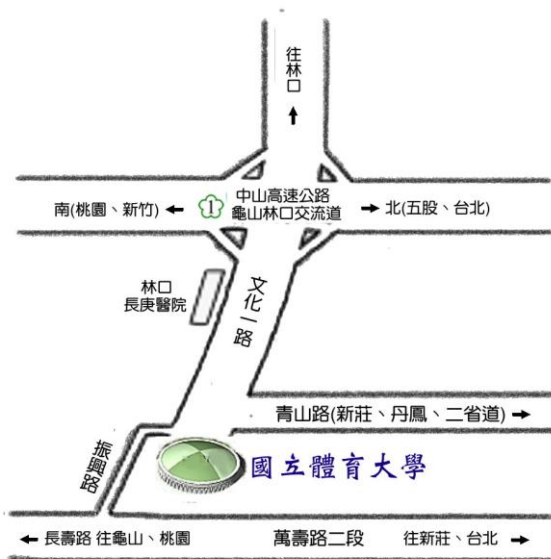 往林口
↑
南(桃園、新竹) ←
1
中山高速公路
龜山林口交流道
→ 北(五股、台北)
林口
長庚醫院
文化一路
青山路(新莊、丹鳳、二省道) →
振興路
國立體育大學
← 長壽路 往龜山、桃園
萬壽路二段
往新莊、台北 →